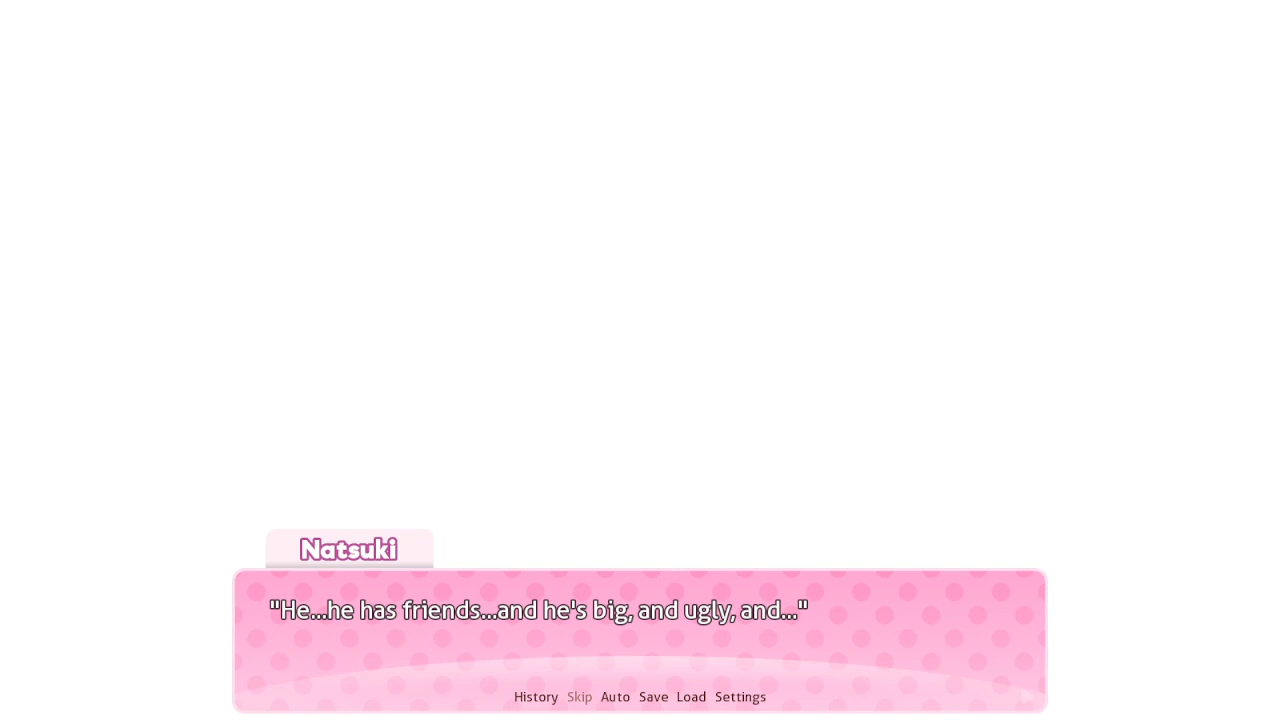 Natsuki
"He...he has friends...and he's big, and ugly, and..."
History Skip Auto Save Load Settings